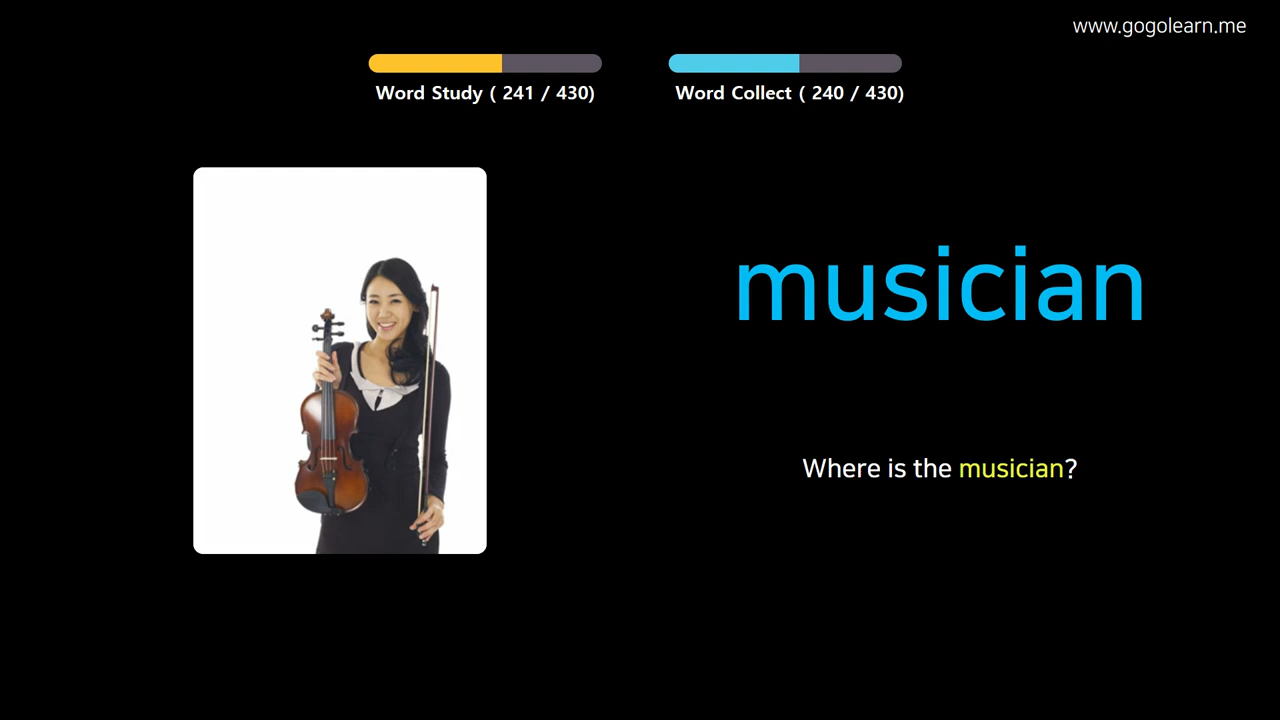 www.gogolearn.me
Word Study ( 241 / 430)
Word Collect ( 240 / 430)
musician
Where is the musician?